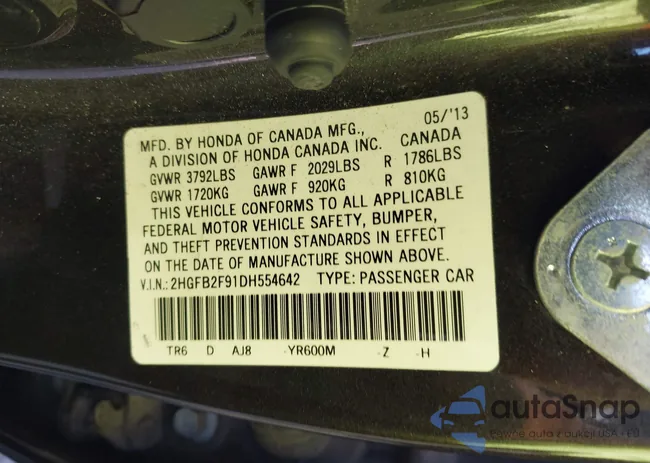 05/'13
MFD. BY HONDA OF CANADA MFG.,
A DIVISION OF HONDA CANADA INC. CANADA
GVWR 3792LBS GAWR F 2029LBS R 1786LBS
GVWR 1720KG GAWR F 920KG R 810KG
THIS VEHICLE CONFORMS TO ALL APPLICABLE
FEDERAL MOTOR VEHICLE SAFETY, BUMPER,
AND THEFT PREVENTION STANDARDS IN EFFECT
ON THE DATE OF MANUFACTURE SHOWN ABOVE.
V.I.N.: 2HGFB2F91DH554642 TYPE: PASSENGER CAR
TR6 D AJ8 -YR600M -Z -H
autoSnap